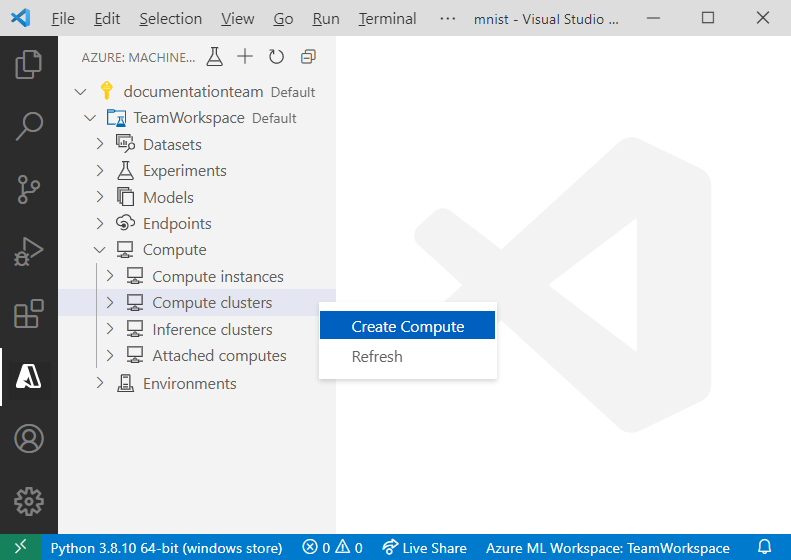 File Edit Selection View Go Run Terminal ··· mnist - Visual Studio ...
AZURE: MACHINE...
documentationteam Default
TeamWorkspace Default
Datasets
Experiments
Models
Endpoints
Compute
Compute instances
Compute clusters
Create Compute
Inference clusters
Refresh
Attached computes
Environments
Python 3.8.10 64-bit (windows store) 0 0 Live Share Azure ML Workspace: TeamWorkspace